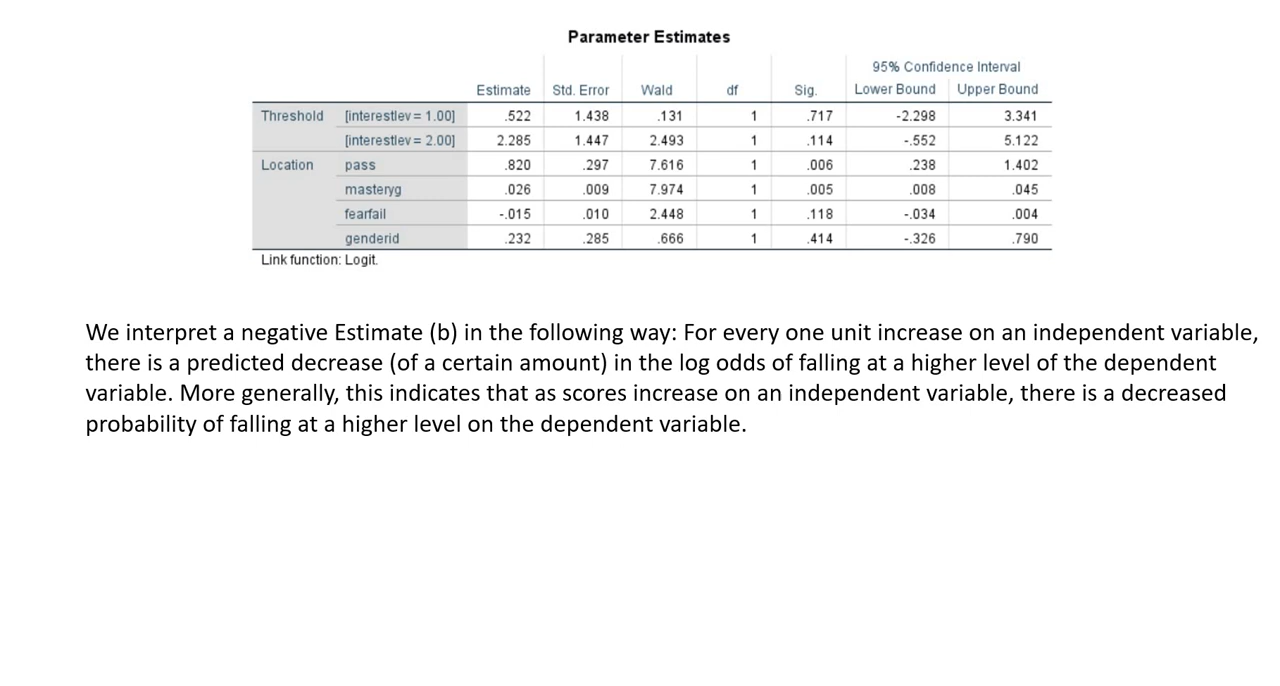 Parameter Estimates
95% Confidence Interval
Estimate Std. Error Wald df Sig. Lower Bound Upper Bound
Threshold [interestlev = 1.00] .522 1.438 .131 1 .717 -2.298 3.341
[interestlev = 2.00] 2.285 1.447 2.493 1 .114 -.552 5.122
Location pass .820 .297 7.616 1 .006 .238 1.402
masteryg .026 .009 7.974 1 .005 .008 .045
fearfail -.015 .010 2.448 1 .118 -.034 .004
genderid .232 .285 .666 1 .414 -.326 .790
Link function: Logit.
We interpret a negative Estimate (b) in the following way: For every one unit increase on an independent variable,
there is a predicted decrease (of a certain amount) in the log odds of falling at a higher level of the dependent
variable. More generally, this indicates that as scores increase on an independent variable, there is a decreased
probability of falling at a higher level on the dependent variable.